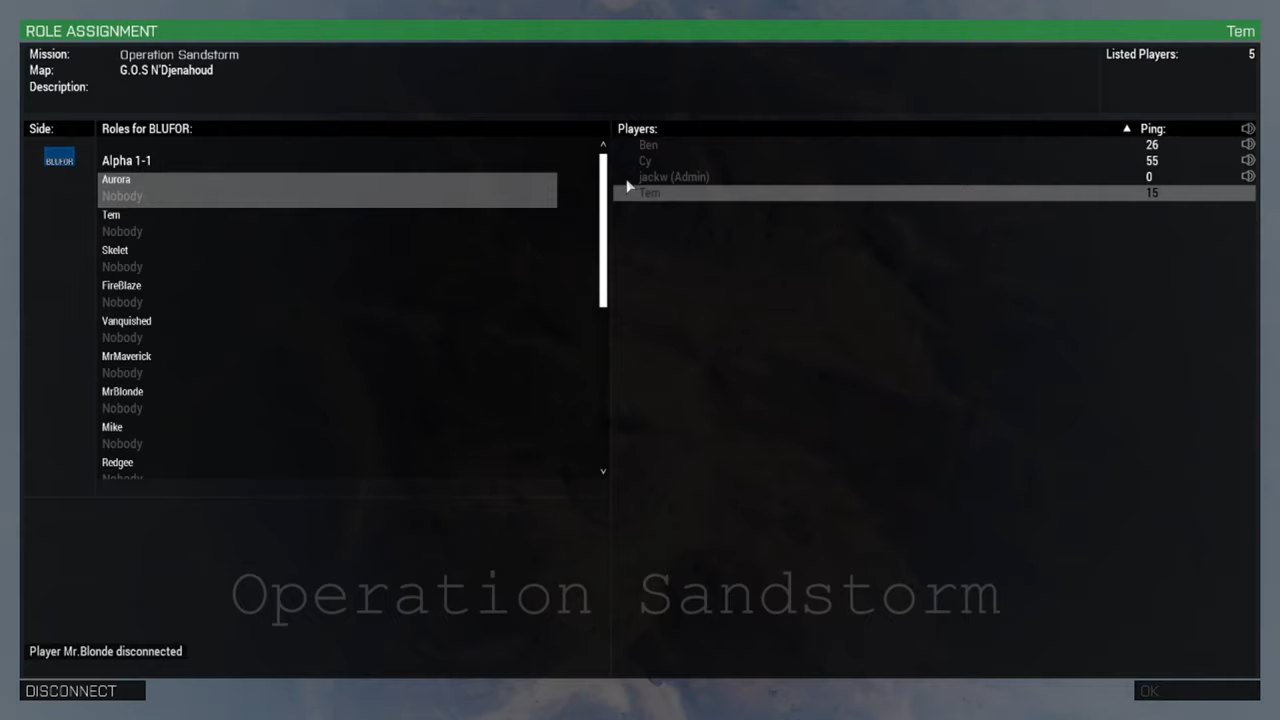 ROLE ASSIGNMENT Tem
Mission: Operation Sandstorm Listed Players: 5
Map: G.O.S N'Djenahoud
Description:
Side: Roles for BLUFOR: Players: Ping:
BLUFOR
Alpha 1-1
Aurora
Nobody
Tem
Nobody
Skelet
Nobody
FireBlaze
Nobody
Vanquished
Nobody
MrMaverick
Nobody
MrBlonde
Nobody
Mike
Nobody
Redgee
Nobody
Ben 26
Cy 55
jackw (Admin) 0
Tem 15
Operation Sandstorm
Player Mr.Blonde disconnected
DISCONNECT OK